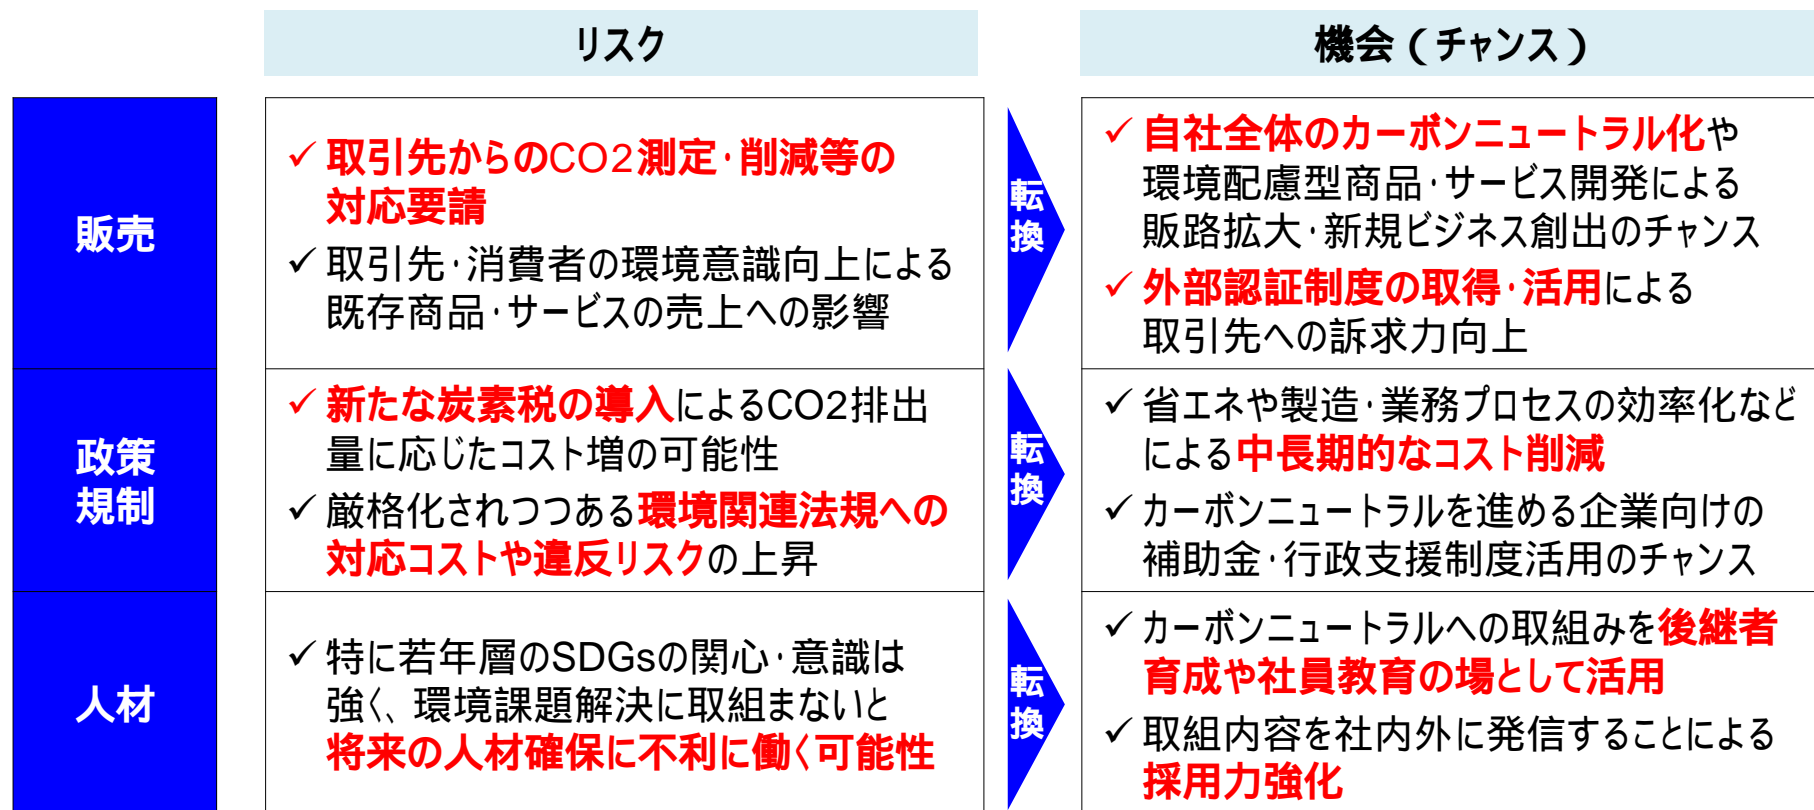 リスク
機会(チャンス)
販売
✓取引先からのCO2測定・削減等の
対応要請
✓取引先・消費者の環境意識向上による
既存商品・サービスの売上への影響
転
換
✓自社全体のカーボンニュートラル化や
環境配慮型商品・サービス開発による
販路拡大・新規ビジネス創出のチャンス
✓外部認証制度の取得・活用による
取引先への訴求力向上
政策
規制
✓新たな炭素税の導入によるCO2排出
量に応じたコスト増の可能性
✓厳格化されつつある環境関連法規への
対応コストや違反リスクの上昇
転
換
✓省エネや製造・業務プロセスの効率化など
による中長期的なコスト削減
✓カーボンニュートラルを進める企業向けの
補助金・行政支援制度活用のチャンス
人材
✓特に若年層のSDGsの関心・意識は
強く、環境課題解決に取組まないと
将来の人材確保に不利に働く可能性
転
換
✓カーボンニュートラルへの取組みを後継者
育成や社員教育の場として活用
✓取組内容を社内外に発信することによる
採用力強化